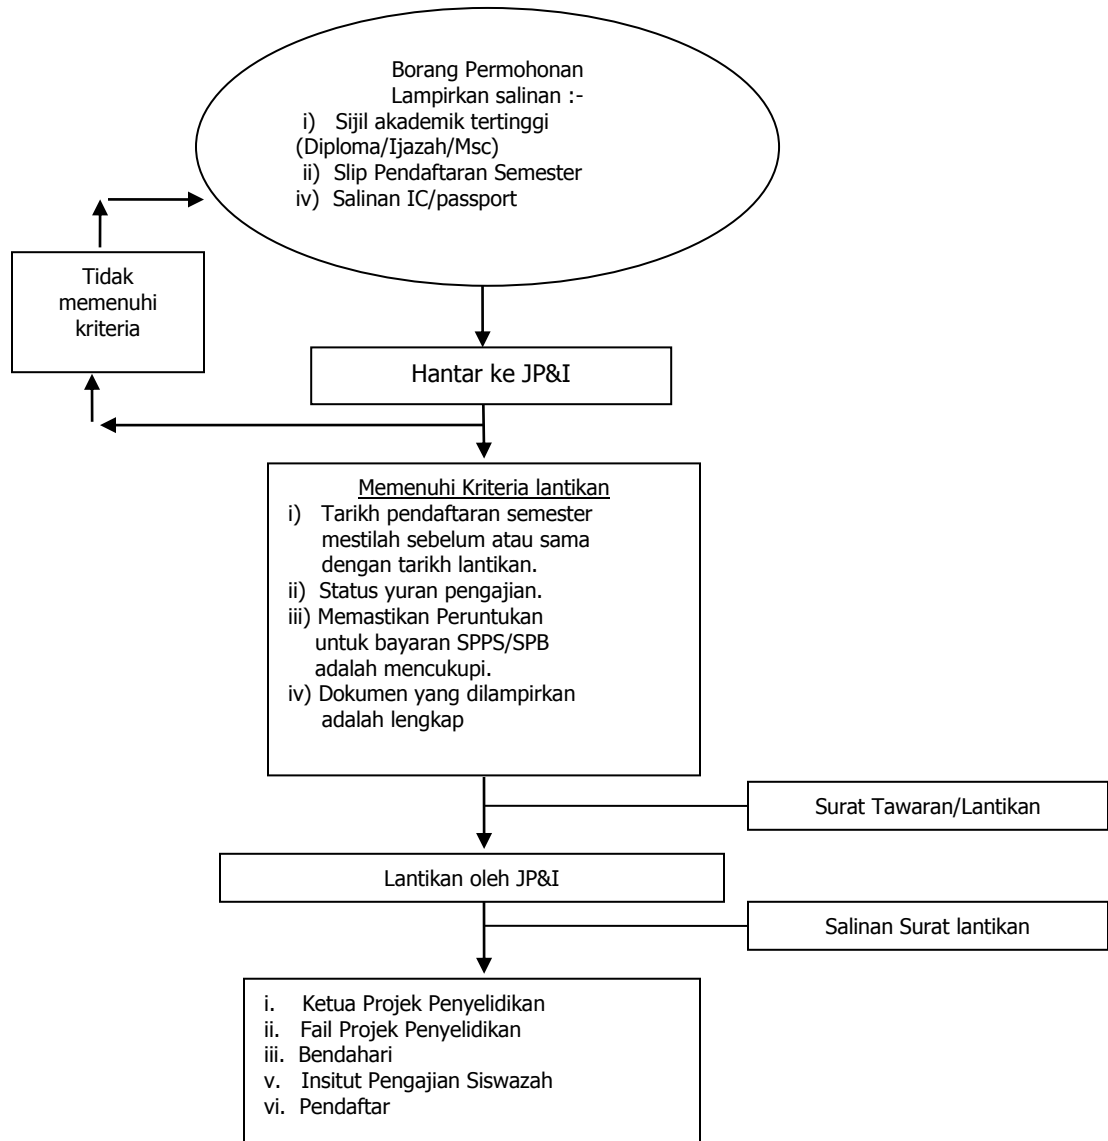 Borang Permohonan
Lampirkan salinan :-
i) Sijil akademik tertinggi
(Diploma/Ijazah/Msc)
ii) Slip Pendaftaran Semester
iv) Salinan IC/passport
Tidak
memenuhi
kriteria
Hantar ke JP&I
Memenuhi Kriteria lantikan
i) Tarikh pendaftaran semester
mestilah sebelum atau sama
dengan tarikh lantikan.
ii) Status yuran pengajian.
iii) Memastikan Peruntukan
untuk bayaran SPPS/SPB
adalah mencukupi.
iv) Dokumen yang dilampirkan
adalah lengkap
Surat Tawaran/Lantikan
Lantikan oleh JP&I
Salinan Surat lantikan
i. Ketua Projek Penyelidikan
ii. Fail Projek Penyelidikan
iii. Bendahari
v. Insitut Pengajian Siswazah
vi. Pendaftar